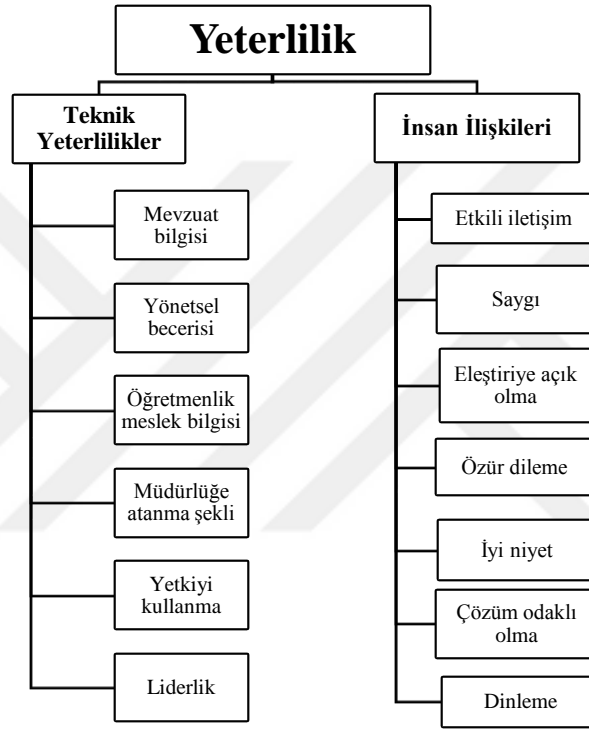 Yeterlilik
Teknik
Yeterlilikler
Mevzuat
bilgisi
Yönetsel
becerisi
Öğretmenlik
meslek bilgisi
Müdürlüğe
atanma şekli
Yetkiyi
kullanma
Liderlik
İnsan İlişkileri
Etkili iletişim
Saygı
Eleştiriye açık
olma
Özür dileme
İyi niyet
Çözüm odaklı
olma
Dinleme